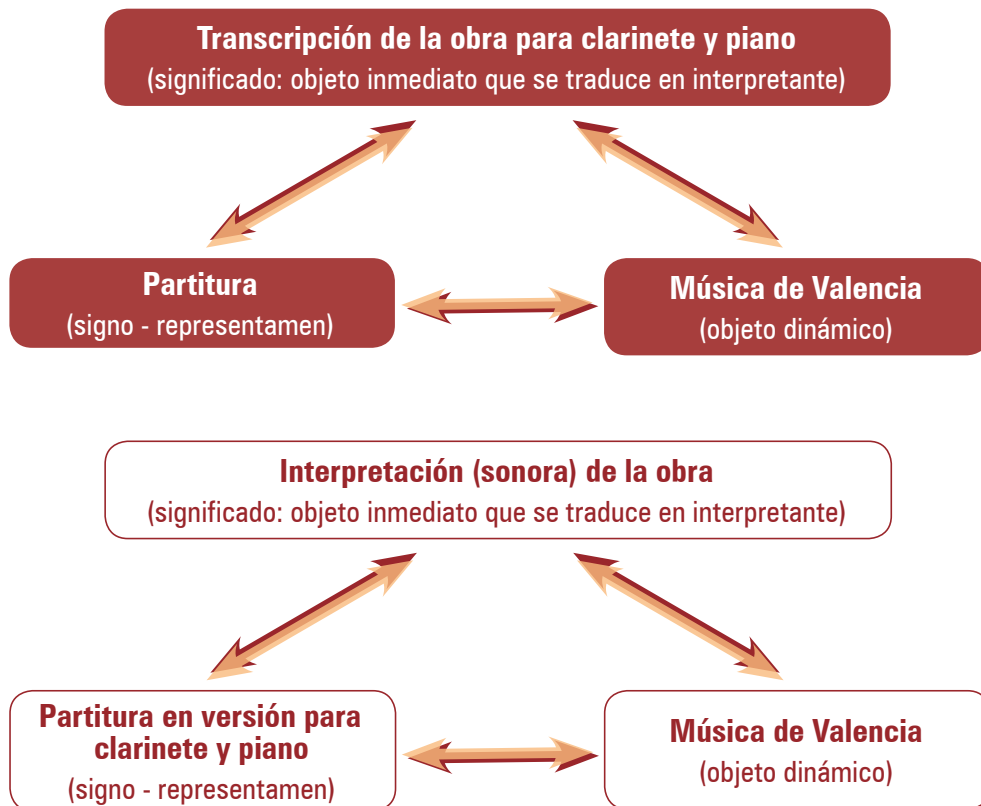 Transcripción de la obra para clarinete y piano
(significado: objeto inmediato que se traduce en interpretante)
Partitura
(signo - representamen)
Música de Valencia
(objeto dinámico)
Interpretación (sonora) de la obra
(significado: objeto inmediato que se traduce en interpretante)
Partitura en versión para
clarinete y piano
(signo - representamen)
Música de Valencia
(objeto dinámico)